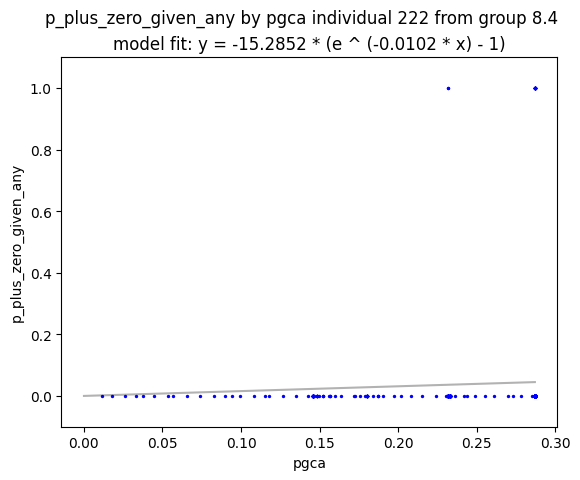 p_plus_zero_given_any by pgca individual 222 from group 8.4
model fit: y = -15.2852 * (e ^ (-0.0102 * x) - 1)
1.0
0.8
0.6
0.4
0.2
0.0
p_plus_zero_given_any
0.00 0.05 0.10 0.15 0.20 0.25 0.30
pgca